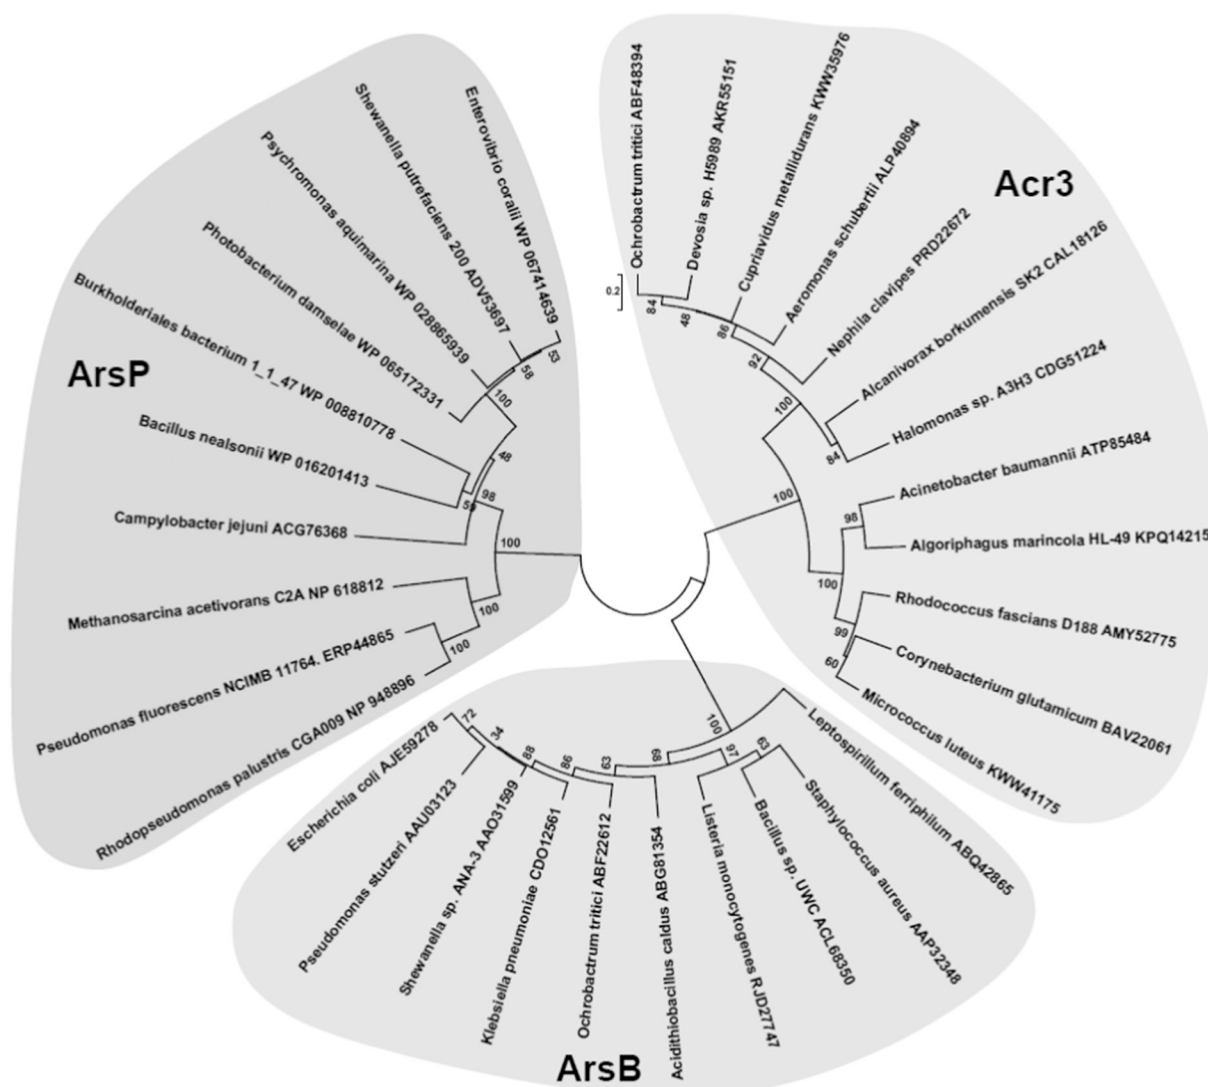 Enterovibrio coralii WP 067414639
Shewanella putrefaciens 200 ADV53697
Psychromonas aquimarina WP 028865939
Photobacterium damselae WP 065172331
Burkholderiales bacterium 1_1_47 WP 008810778
Bacillus nealsonii WP 016201413
Campylobacter jejuni ACG76368
Methanosarcina acetivorans C2A NP 618812
Pseudomonas fluorescens NCIMB 11764. ERP44865
Rhodopseudomonas palustris CGA009 NP 948896
ArsP
53
58
100
48
59
98
100
100
100
Ochrobactrum tritici ABF48394
Devosia sp. H5989 AKR55151
Cupriavidus metallidurans KWW35976
Aeromonas schubertii ALP40894
Nephila clavipes PRD22672
Alcanivorax borkumensis SK2 CAL18126
Halomonas sp. A3H3 CDG51224
Acinetobacter baumannii ATP85484
Algoriphagus marincola HL-49 KPQ14215
Rhodococcus fascians D188 AMY52775
Corynebacterium glutamicum BAV22061
Micrococcus luteus KWW41175
Acr3
0.2
84
48
86
92
100
84
100
98
100
99
60
Escherichia coli AJE59278
Pseudomonas stutzeri AAU03123
Shewanella sp. ANA-3 AAO31599
Klebsiella pneumoniae CDO12561
Ochrobactrum tritici ABF22612
Acidithiobacillus caldus ABG81354
Listeria monocytogenes RJD27747
Bacillus sp. UWC ACL68350
Staphylococcus aureus AAP32348
Leptospirillum ferriphilum ABQ42865
72
34
88
86
63
100
97
63
ArsB